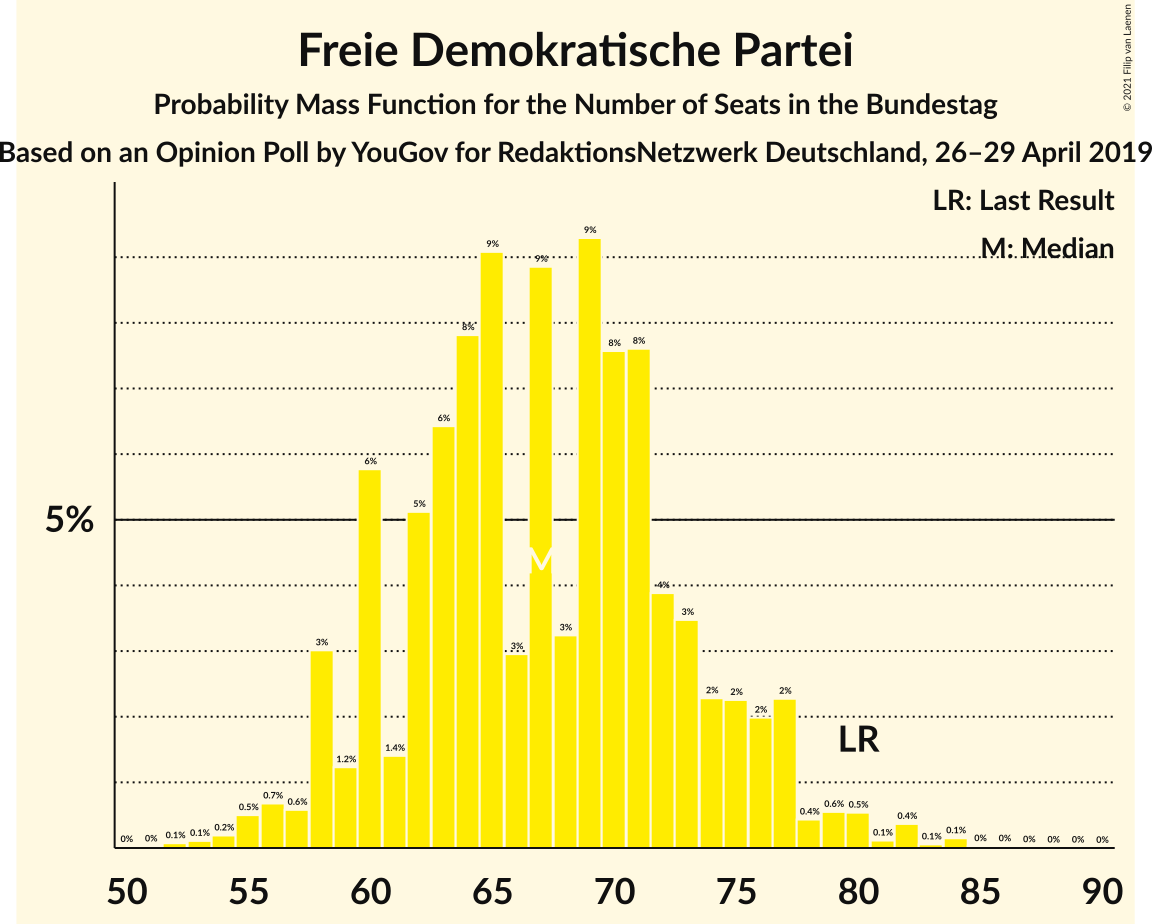 Freie Demokratische Partei
Probability Mass Function for the Number of Seats in the Bundestag
Based on an Opinion Poll by YouGov for RedaktionsNetzwerk Deutschland, 26–29 April 2019
© 2021 Filip van Laenen
LR: Last Result
M: Median
5%
0% 0% 0.1% 0.1% 0.2% 0.5% 0.7% 0.6% 3% 1.2% 6% 1.4% 5% 6% 8% 9% 3% 9% 3% 9% 8% 8% 4% 3% 2% 2% 2% 2% 0.4% 0.6% 0.5% 0.1% 0.4% 0.1% 0.1% 0% 0% 0% 0% 0% 0%
M
LR
50 55 60 65 70 75 80 85 90